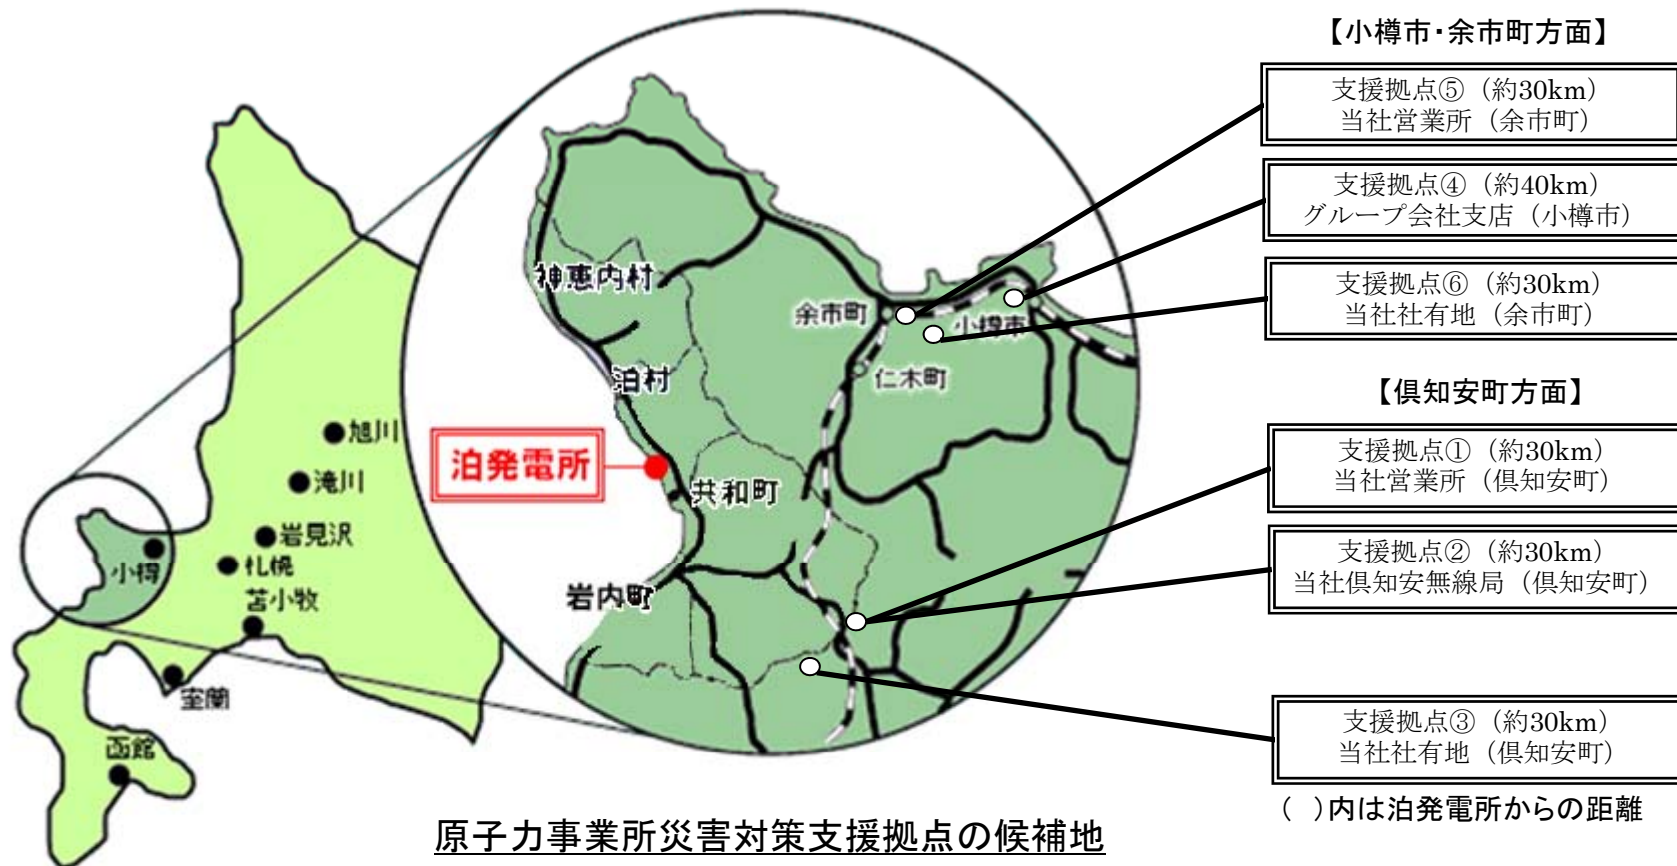 【小樽市・余市町方面】
支援拠点⑤（約30km）
当社営業所（余市町）
支援拠点④（約40km）
グループ会社支店（小樽市）
支援拠点⑥（約30km）
当社社有地（余市町）
【倶知安町方面】
支援拠点①（約30km）
当社営業所（倶知安町）
支援拠点②（約30km）
当社倶知安無線局（倶知安町）
支援拠点③（約30km）
当社社有地（倶知安町）
（　）内は泊発電所からの距離
神恵内村
余市町
小樽市
仁木町
泊村
泊発電所
共和町
岩内町
旭川
滝川
岩見沢
札幌
小樽
苫小牧
室蘭
函館
原子力事業所災害対策支援拠点の候補地